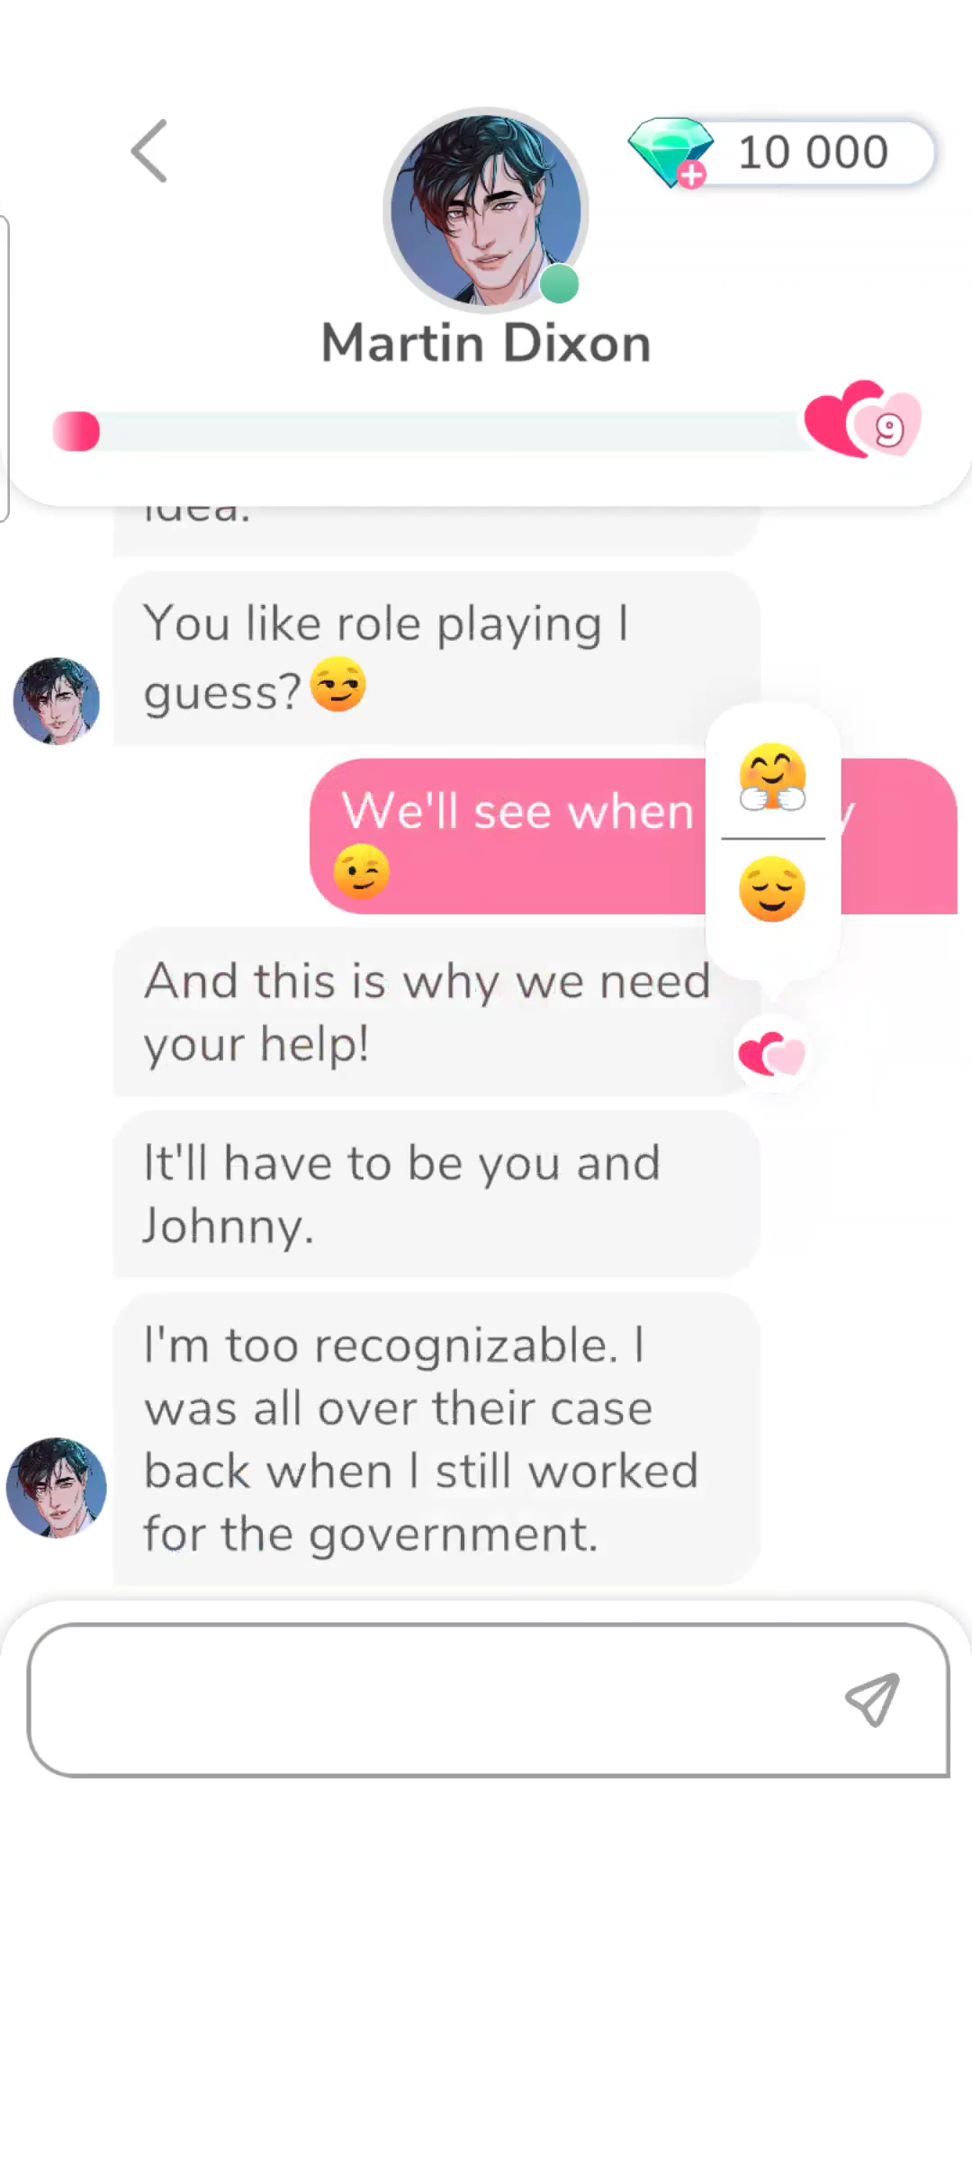 10 000
Martin Dixon
9
idea.
You like role playing I
guess?😏
We'll see when
😉
And this is why we need
your help!
It'll have to be you and
Johnny.
I'm too recognizable. I
was all over their case
back when I still worked
for the government.